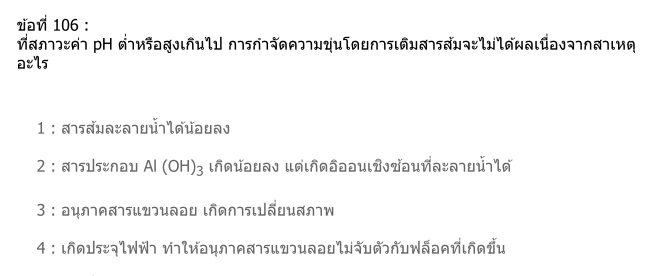 ข้อที่ 106 :
ที่สภาวะค่า pH ต่ำหรือสูงเกินไป การกำจัดความขุ่นโดยการเติมสารส้มจะไม่ได้ผลเนื่องจากสาเหตุ
อะไร
1 : สารส้มละลายน้ำได้น้อยลง
2 : สารประกอบ Al (OH)3 เกิดน้อยลง แต่เกิดอิออนเชิงซ้อนที่ละลายน้ำได้
3 : อนุภาคสารแขวนลอย เกิดการเปลี่ยนสภาพ
4 : เกิดประจุไฟฟ้า ทำให้อนุภาคสารแขวนลอยไม่จับตัวกับฟล็อคที่เกิดขึ้น